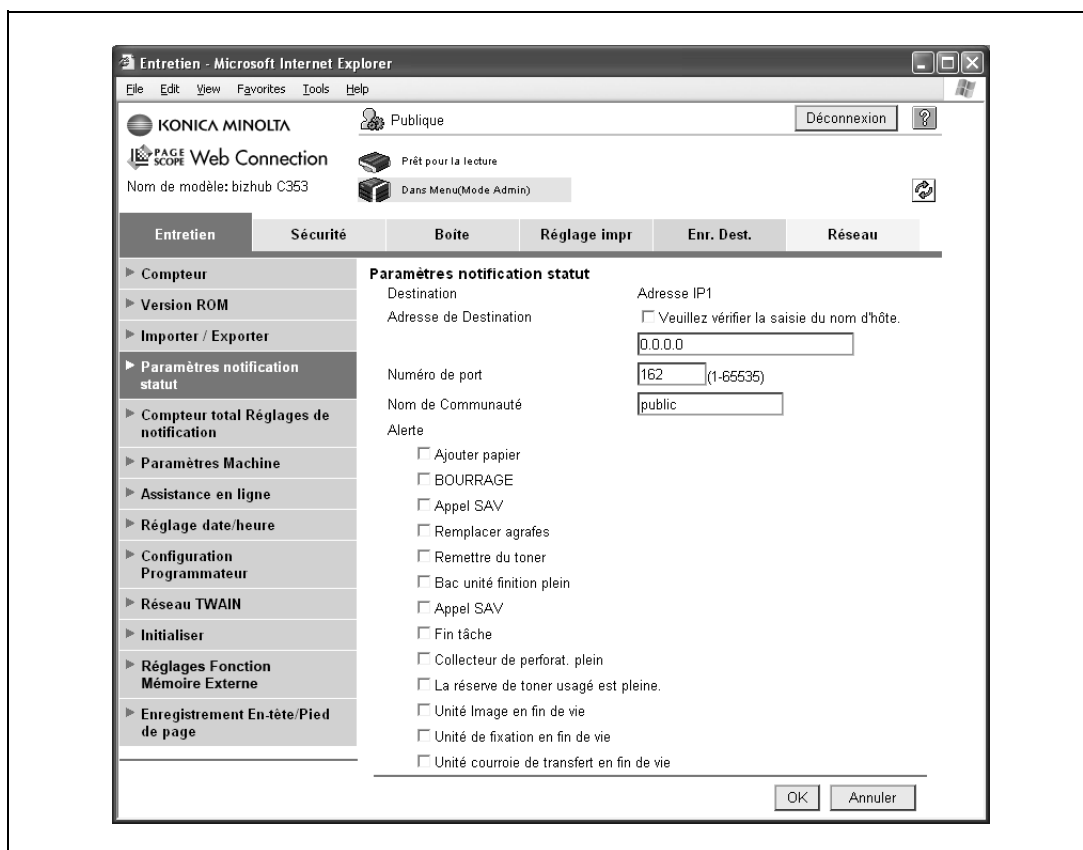 Entretien - Microsoft Internet Explorer
File Edit View Favorites Tools Help
KONICA MINOLTA
Publique
Déconnexion
?
PAGE SCOPE Web Connection
Prêt pour la lecture
Nom de modèle: bizhub C353
Dans Menu(Mode Admin)
Entretien Sécurité Boite Réglage impr Enr. Dest. Réseau
Compteur
Version ROM
Importer / Exporter
Paramètres notification
statut
Compteur total Réglages de
notification
Paramètres Machine
Assistance en ligne
Réglage date/heure
Configuration
Programmateur
Réseau TWAIN
Initialiser
Réglages Fonction
Mémoire Externe
Enregistrement En-tête/Pied
de page
Paramètres notification statut
Destination Adresse IP1
Adresse de Destination Veuillez vérifier la saisie du nom d'hôte.
0.0.0.0
Numéro de port 162 (1-65535)
Nom de Communauté public
Alerte
Ajouter papier
BOURRAGE
Appel SAV
Remplacer agrafes
Remettre du toner
Bac unité finition plein
Appel SAV
Fin tâche
Collecteur de perforat. plein
La réserve de toner usagé est pleine.
Unité Image en fin de vie
Unité de fixation en fin de vie
Unité courroie de transfert en fin de vie
OK Annuler